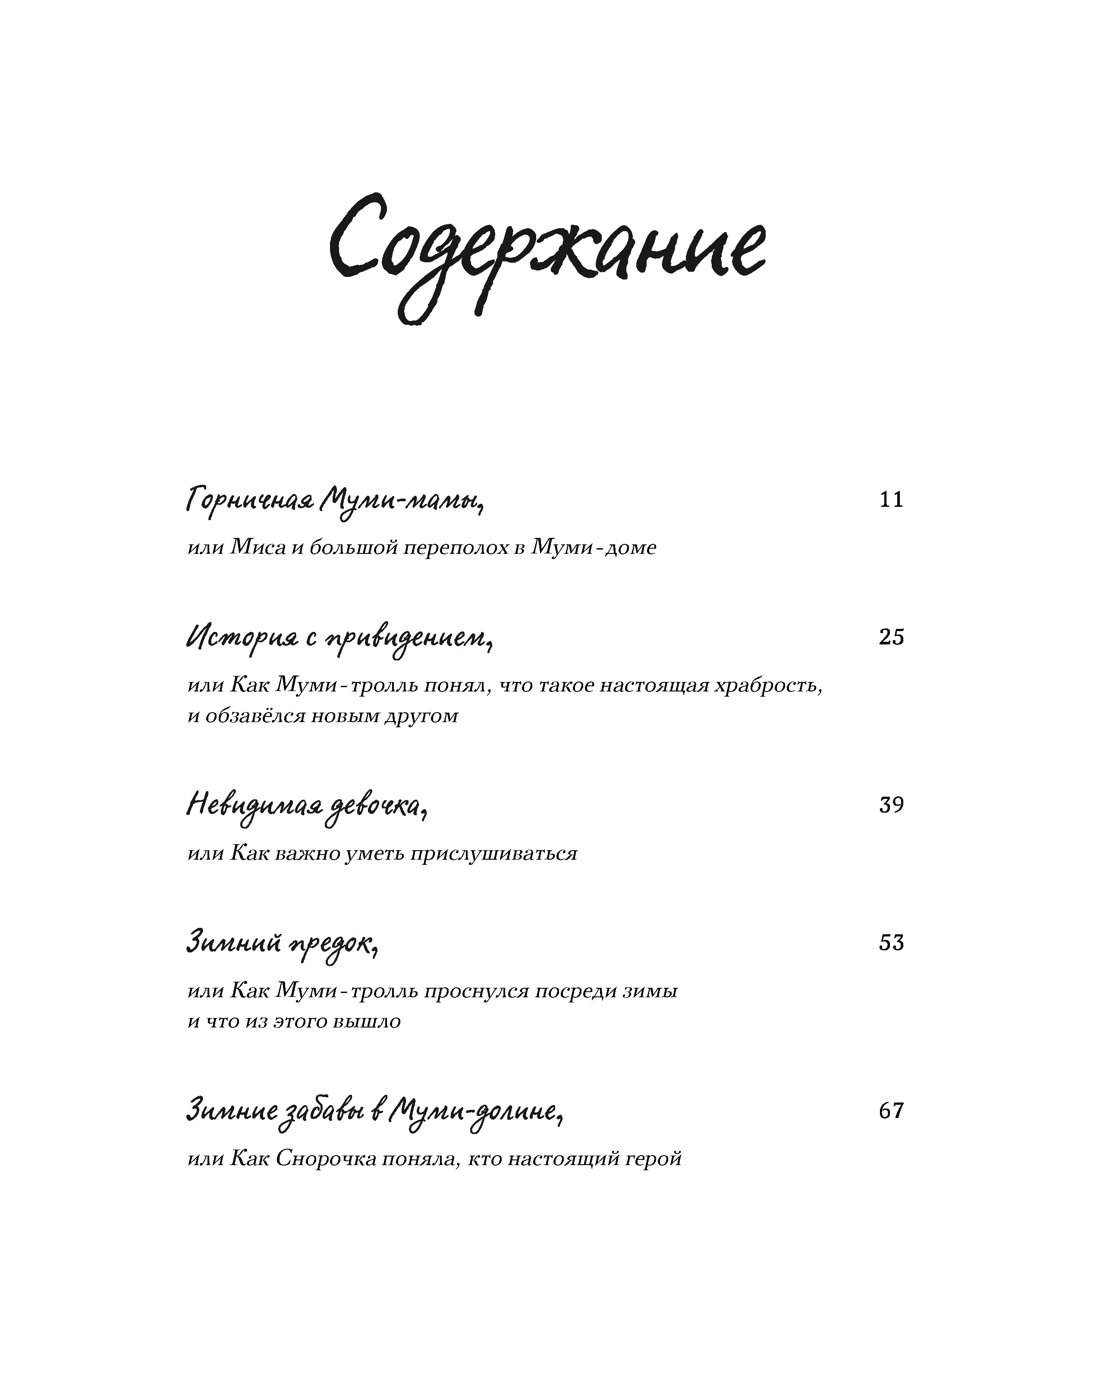 Содержание
Горничная Муми-мамы, 11
или Миса и большой переполох в Муми-доме
История с привидением, 25
или Как Муми-тролль понял, что такое настоящая храбрость,
и обзавёлся новым другом
Невидимая девочка, 39
или Как важно уметь прислушиваться
Зимний предок, 53
или Как Муми-тролль проснулся посреди зимы
и что из этого вышло
Зимние забавы в Муми-долине, 67
или Как Снорочка поняла, кто настоящий герой